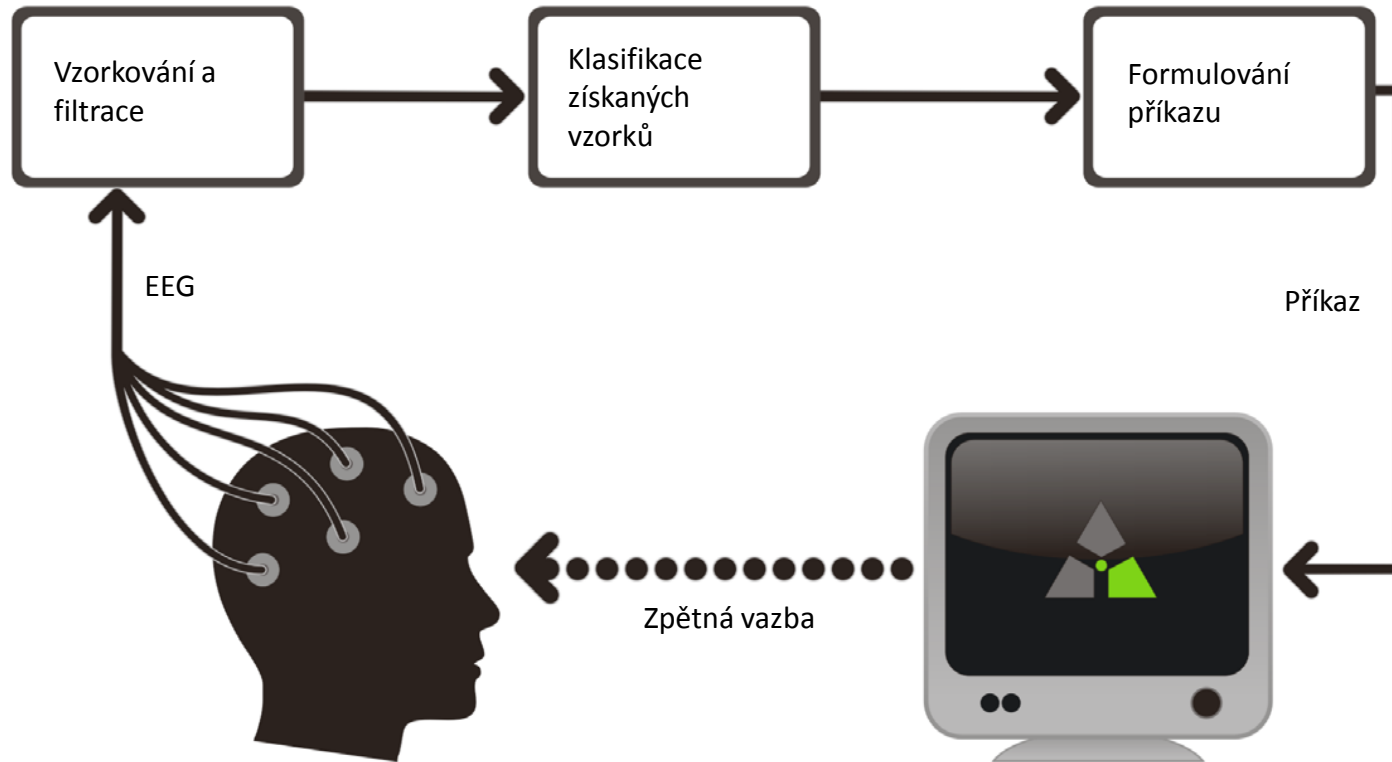 Vzorkování a
filtrace
Klasifikace
získaných
vzorků
Formulování
příkazu
EEG
Příkaz
Zpětná vazba